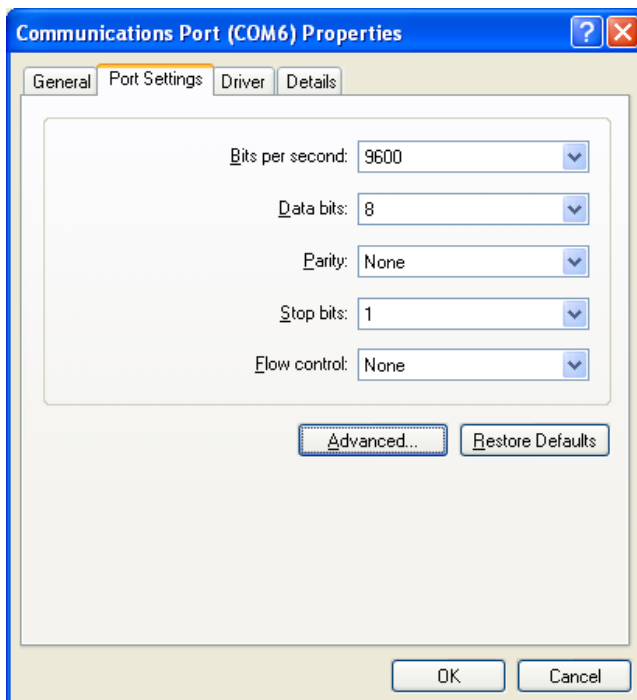 Communications Port (COM6) Properties
General Port Settings Driver Details
Bits per second: 9600
Data bits: 8
Parity: None
Stop bits: 1
Flow control: None
Advanced... Restore Defaults
OK Cancel